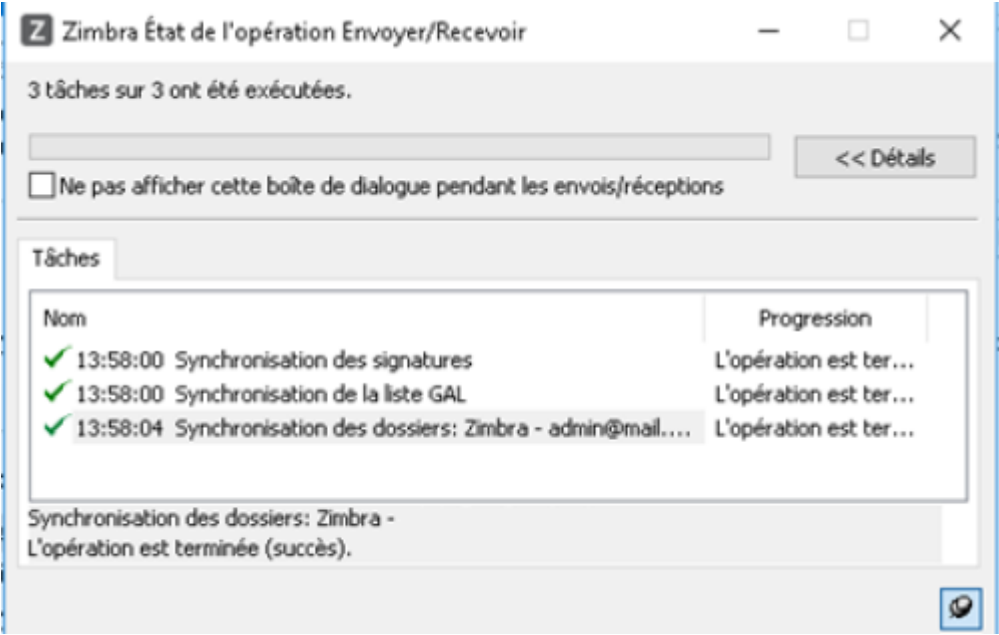 Z Zimbra État de l'opération Envoyer/Recevoir
3 tâches sur 3 ont été exécutées.
<< Détails
Ne pas afficher cette boîte de dialogue pendant les envois/réceptions
Tâches
Nom Progression
13:58:00 Synchronisation des signatures L'opération est ter...
13:58:00 Synchronisation de la liste GAL L'opération est ter...
13:58:04 Synchronisation des dossiers: Zimbra - admin@mail.... L'opération est ter...
Synchronisation des dossiers: Zimbra -
L'opération est terminée (succès).